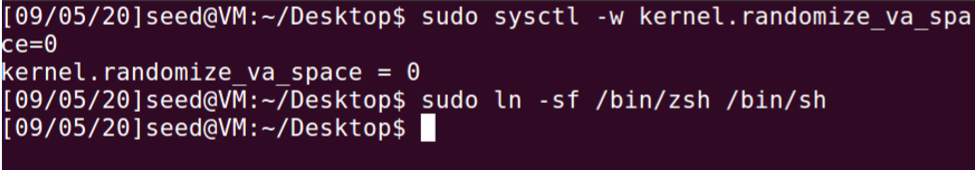 [09/05/20]seed@VM:~/Desktop$ sudo sysctl -w kernel.randomize_va_spa
ce=0
kernel.randomize_va_space = 0
[09/05/20]seed@VM:~/Desktop$ sudo ln -sf /bin/zsh /bin/sh
[09/05/20]seed@VM:~/Desktop$